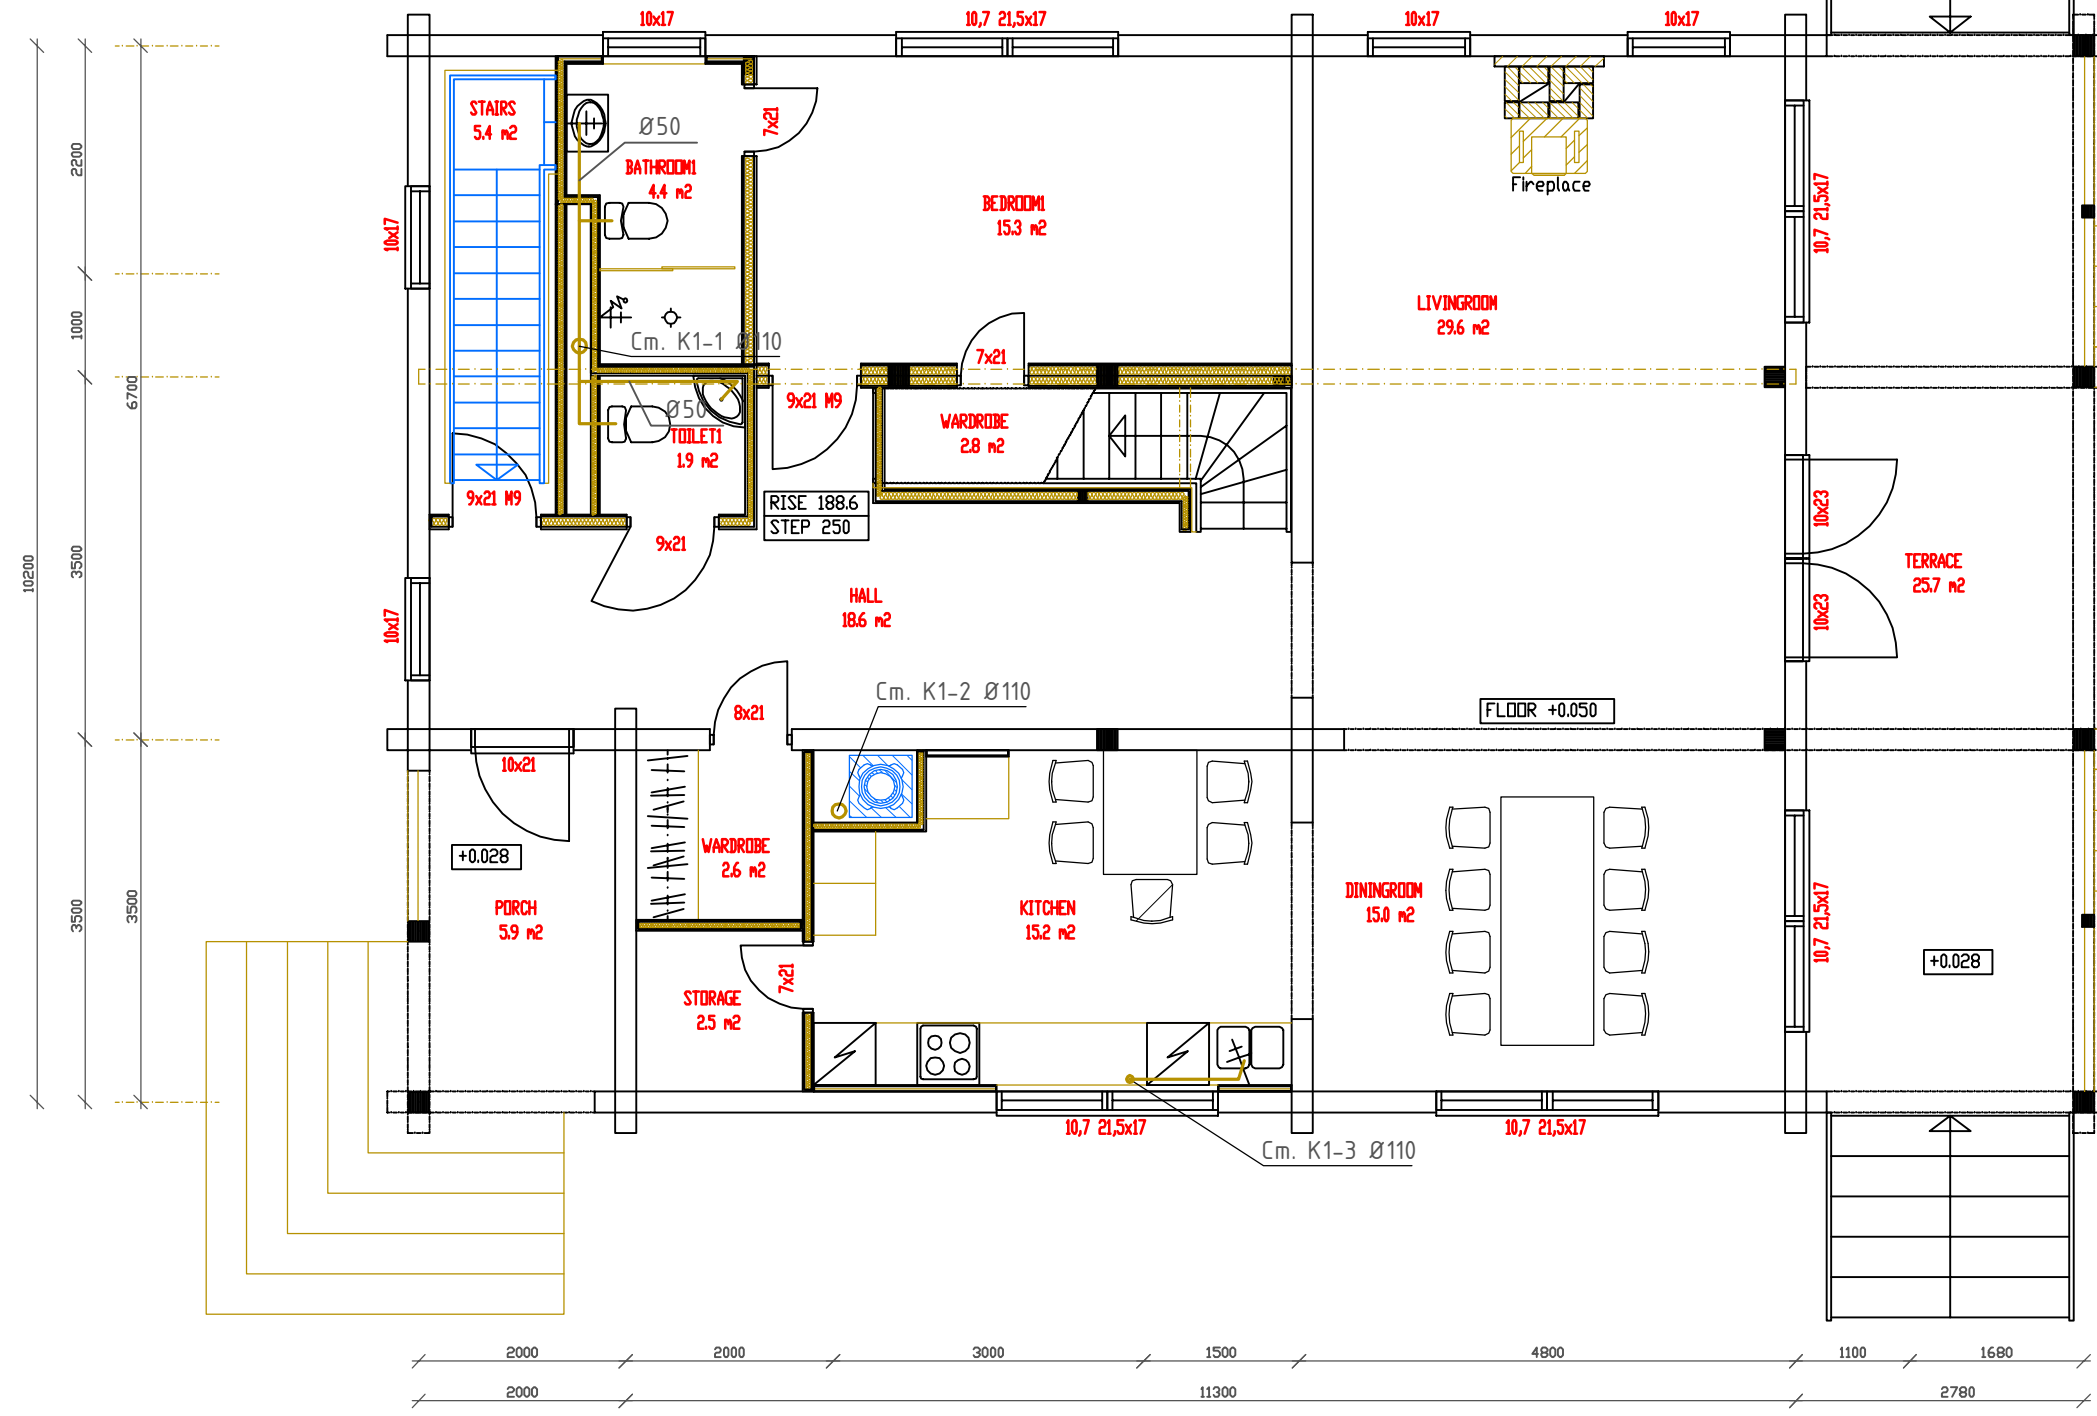 10x17
10,7 21,5x17
10x17
10x17
STAIRS
5.4 m2
Ø50
7x21
BATHROOM1
4.4 m2
BEDROOM1
15.3 m2
Fireplace
2200
10x17
10,7 21,5x17
LIVINGROOM
29.6 m2
1000
Cm. K1-1 Ø110
7x21
6700
9x21 M9
Ø50
TOILET1
1.9 m2
WARDROBE
2.8 m2
9x21 M9
RISE 188.6
STEP 250
10x23
9x21
10200
3500
TERRACE
25.7 m2
HALL
18.6 m2
10x17
10x23
Cm. K1-2 Ø110
8x21
FLOOR +0.050
10x21
WARDROBE
2.6 m2
+0.028
3500
3500
PORCH
5.9 m2
KITCHEN
15.2 m2
DININGROOM
15.0 m2
10,7 21,5x17
+0.028
7x21
STORAGE
2.5 m2
10,7 21,5x17
10,7 21,5x17
Cm. K1-3 Ø110
2000
2000
3000
1500
4800
1100
1680
2000
11300
2780